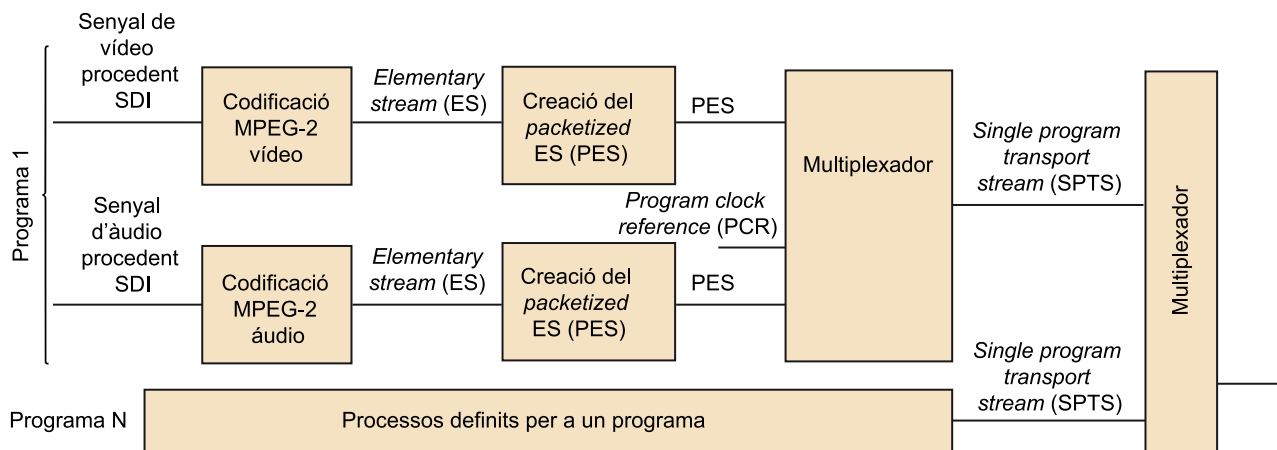 Senyal de
vídeo
procedent
SDI
Codificació
MPEG-2
vídeo
Elementary
stream (ES)
Creació del
packetized
ES (PES)
PES
Multiplexador
Single program
transport
stream (SPTS)
Multiplexador
Programa 1
Program clock
reference (PCR)
Senyal
d'àudio
procedent
SDI
Codificació
MPEG-2
áudio
Elementary
stream (ES)
Creació del
packetized
ES (PES)
PES
Single program
transport
stream (SPTS)
Programa N
Processos definits per a un programa